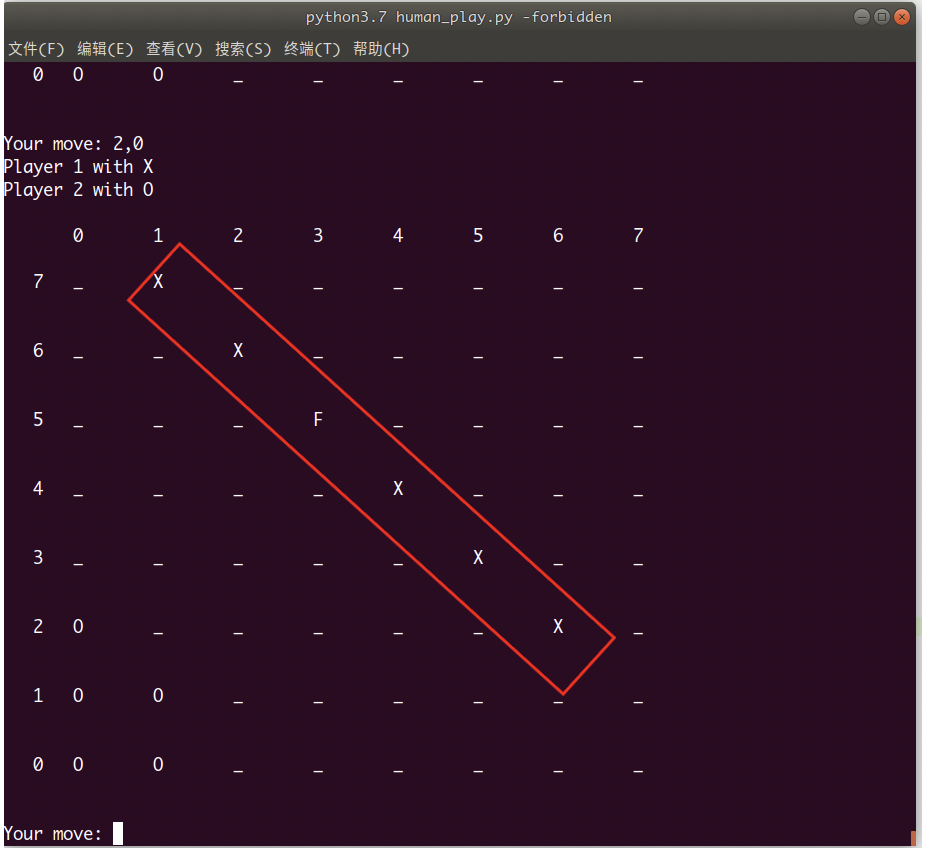 python3.7 human_play.py -forbidden
文件(F) 编辑(E) 查看(V) 搜索(S) 终端(T) 帮助(H)
0 O O _ _ _ _ _ _
Your move: 2,0
Player 1 with X
Player 2 with O
0 1 2 3 4 5 6 7
7 _ X _ _ _ _ _ _
6 _ _ X _ _ _ _ _
5 _ _ _ F _ _ _ _
4 _ _ _ _ X _ _ _
3 _ _ _ _ _ X _ _
2 O _ _ _ _ _ X _
1 O O _ _ _ _ _ _
0 O O _ _ _ _ _ _
Your move: